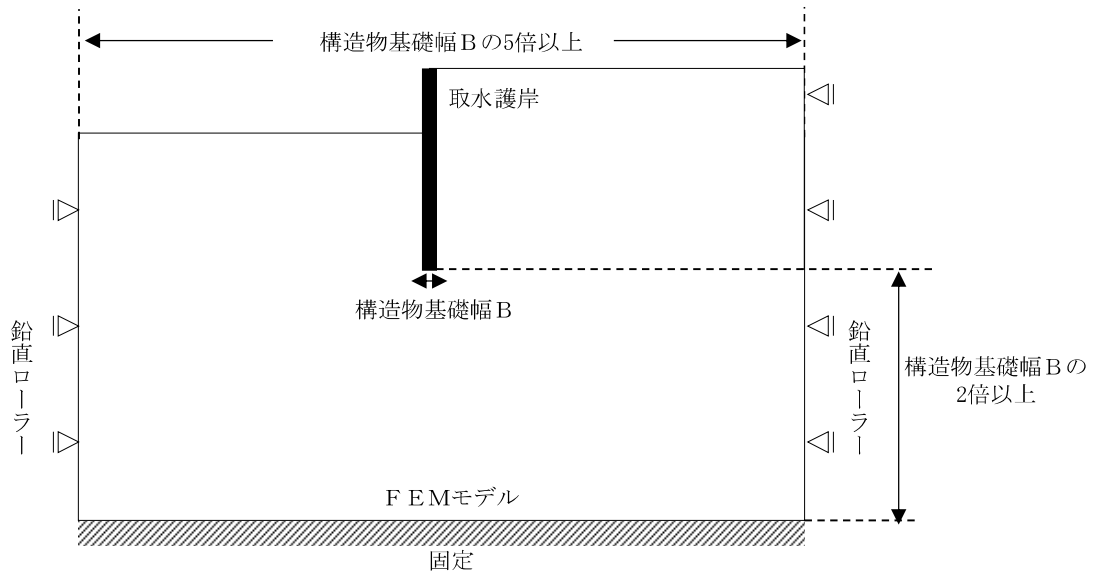 構造物基礎幅Ｂの5倍以上
取水護岸
構造物基礎幅Ｂ
鉛直ローラー
鉛直ローラー
構造物基礎幅Ｂの
2倍以上
ＦＥＭモデル
固定